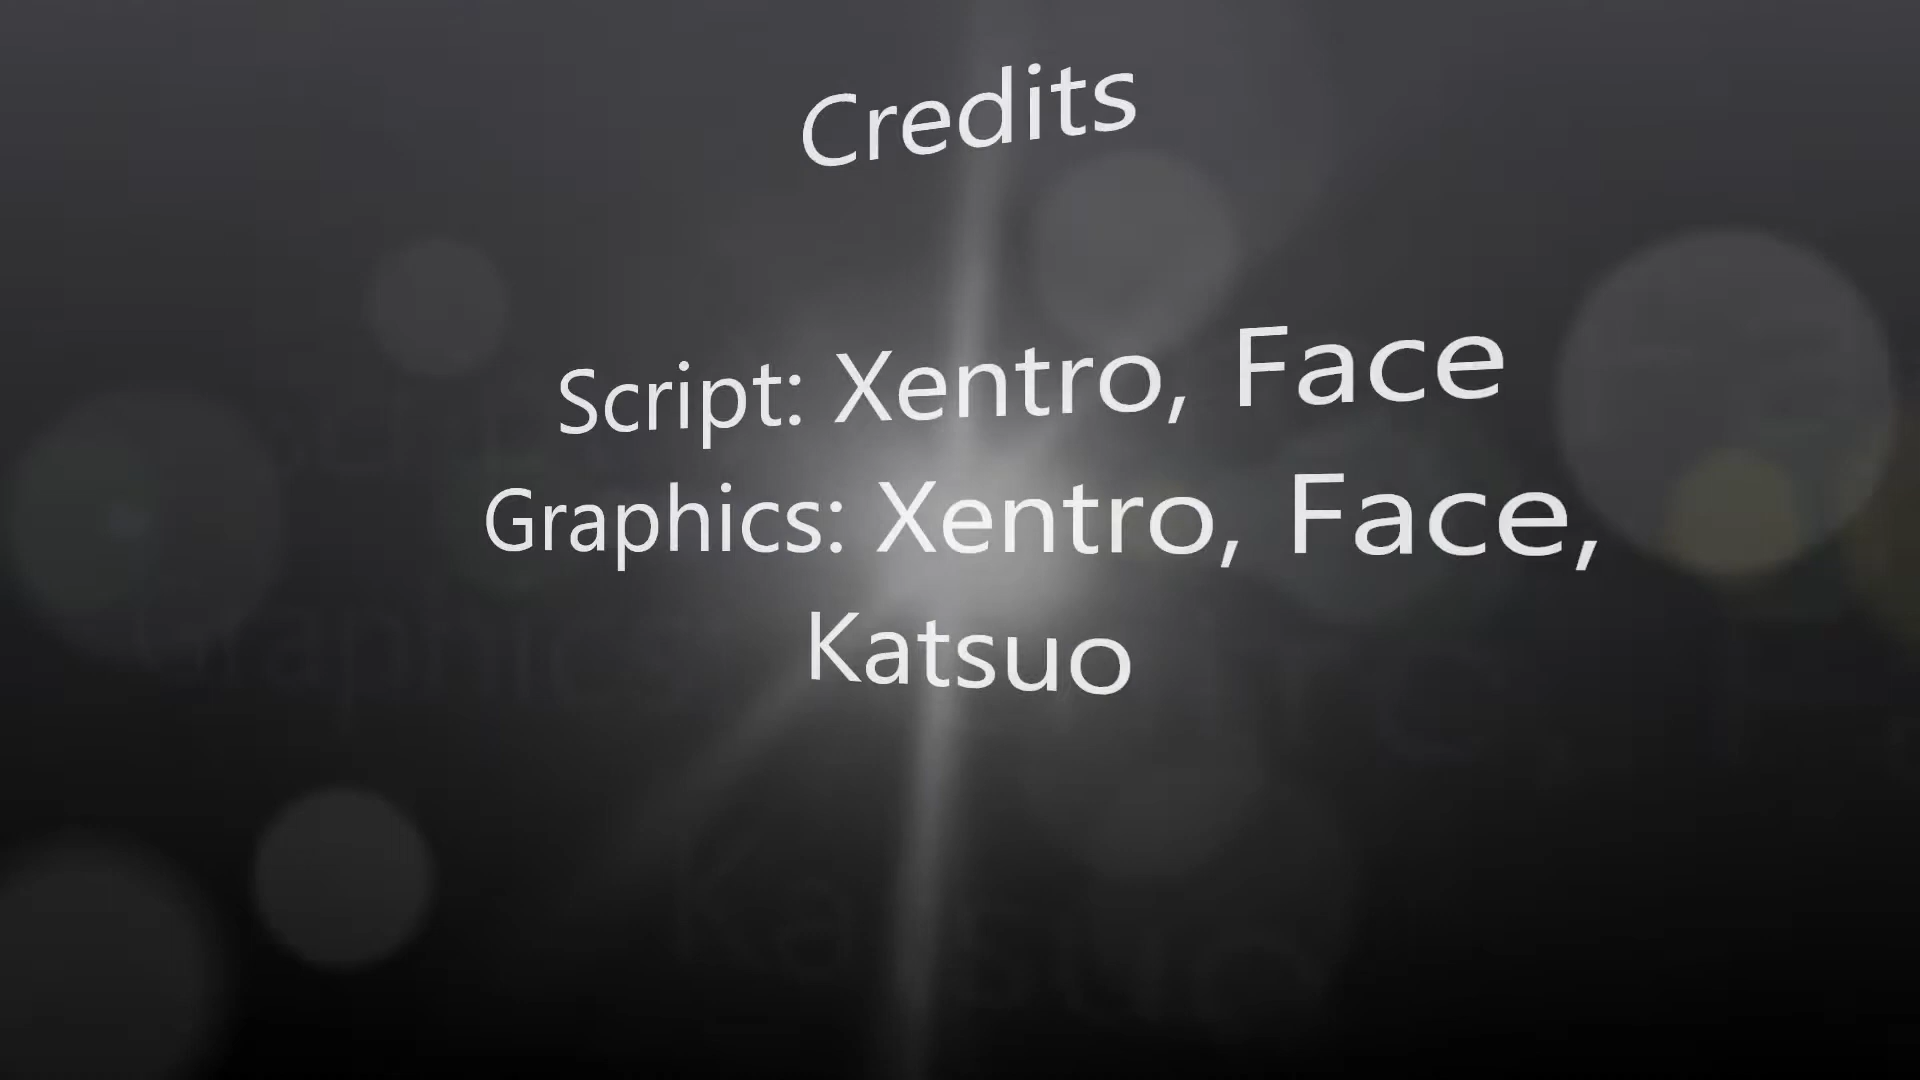 Credits
Script: Xentro, Face
Graphics: Xentro, Face,
Katsuo